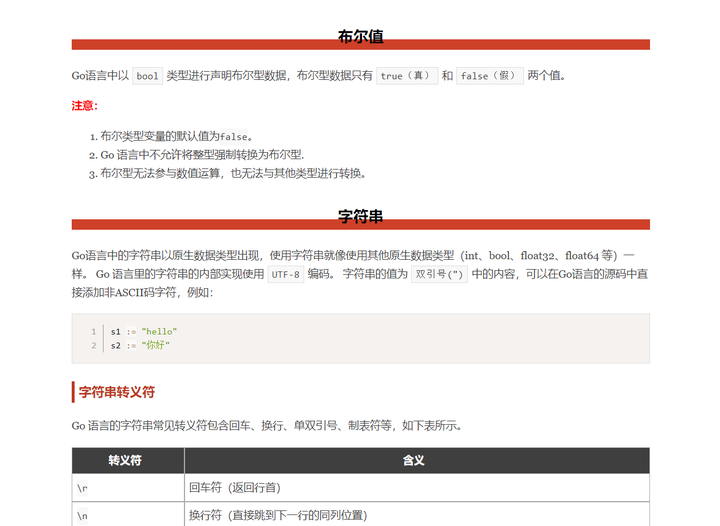 布尔值
Go语言中以 bool 类型进行声明布尔型数据，布尔型数据只有 true（真） 和 false（假） 两个值。
注意：
1. 布尔类型变量的默认值为false。
2. Go 语言中不允许将整型强制转换为布尔型.
3. 布尔型无法参与数值运算，也无法与其他类型进行转换。
字符串
Go语言中的字符串以原生数据类型出现，使用字符串就像使用其他原生数据类型（int、bool、float32、float64 等）一
样。 Go 语言里的字符串的内部实现使用 UTF-8 编码。 字符串的值为 双引号(") 中的内容，可以在Go语言的源码中直
接添加非ASCII码字符，例如：
1 s1 := "hello"
2 s2 := "你好"
字符串转义符
Go 语言的字符串常见转义符包含回车、换行、单双引号、制表符等，如下表所示。
转义符 含义
\r 回车符（返回行首）
\n 换行符（直接跳到下一行的同列位置）